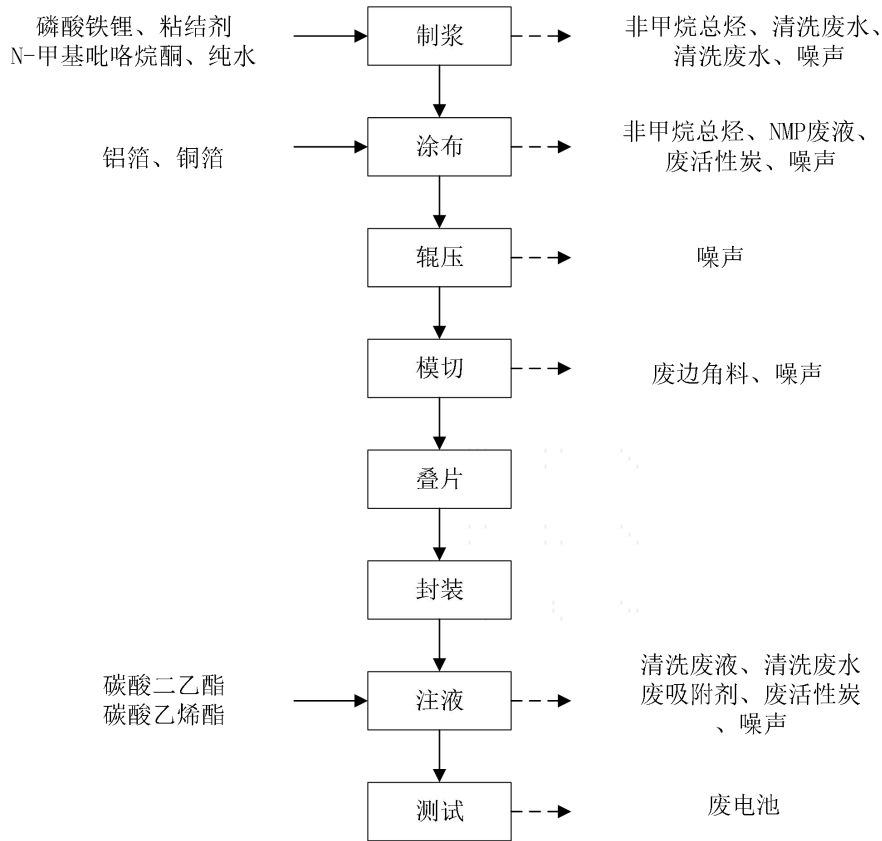 磷酸铁锂、粘结剂
N-甲基吡咯烷酮、纯水
制浆
非甲烷总烃、清洗废水、
清洗废水、噪声
铝箔、铜箔
涂布
非甲烷总烃、NMP废液、
废活性炭、噪声
辊压
噪声
模切
废边角料、噪声
叠片
封装
碳酸二乙酯
碳酸乙烯酯
注液
清洗废液、清洗废水
废吸附剂、废活性炭
、噪声
测试
废电池